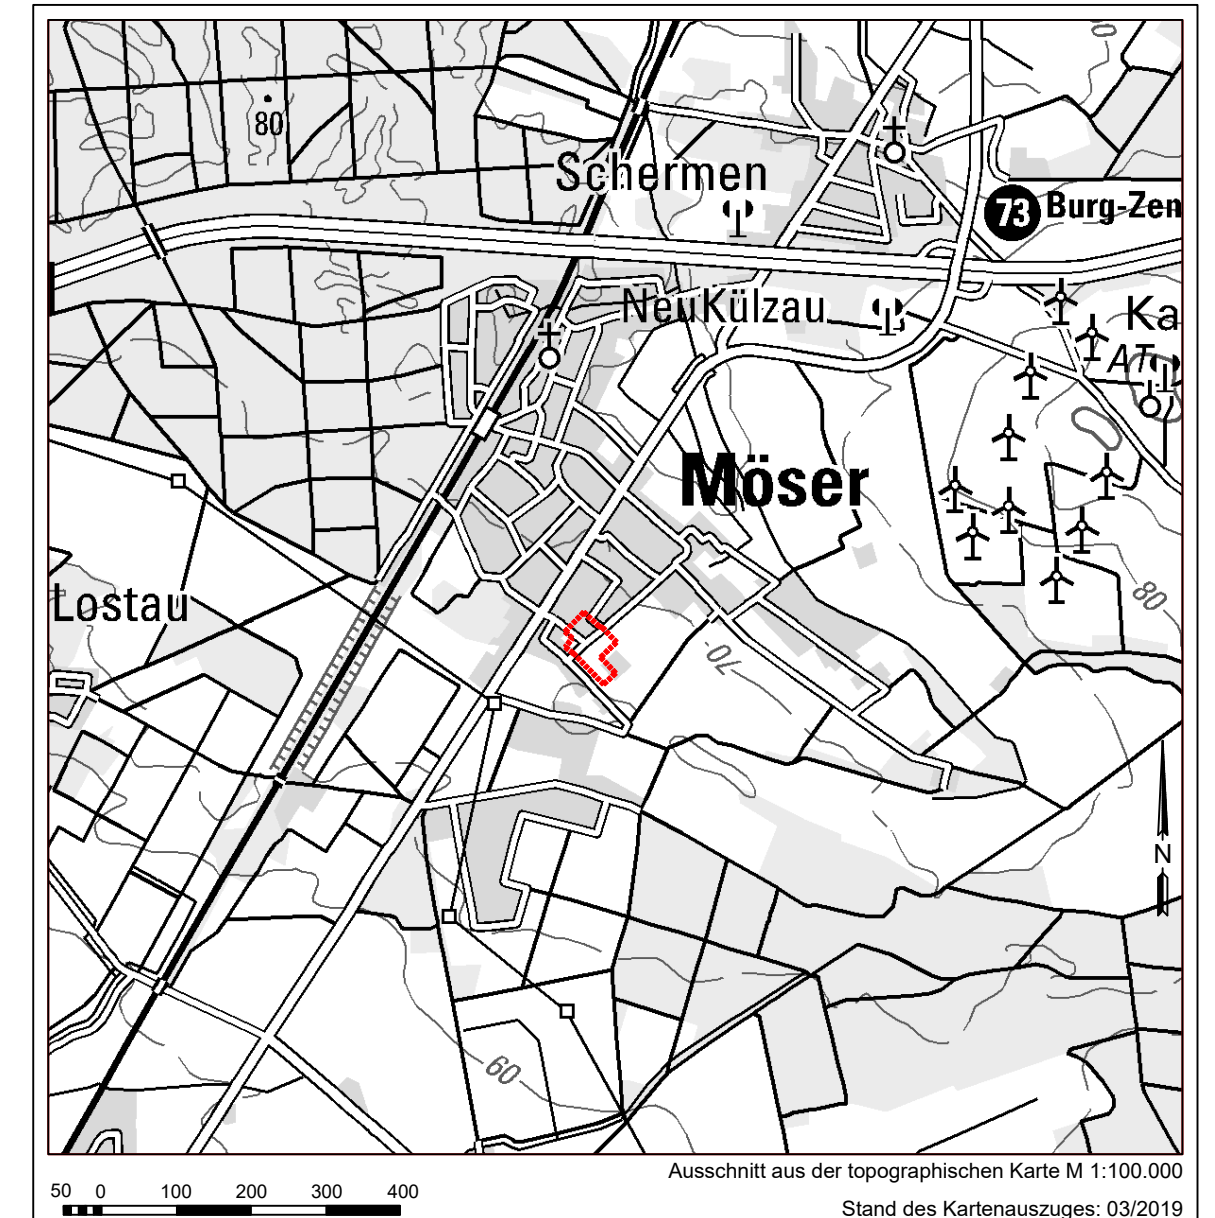 80
Schermen
73 Burg-Zen
NeuKülzau
Ka
AT
Möser
Lostau
80
70
N
60
Ausschnitt aus der topographischen Karte M 1:100.000
50 0 100 200 300 400
Stand des Kartenauszuges: 03/2019